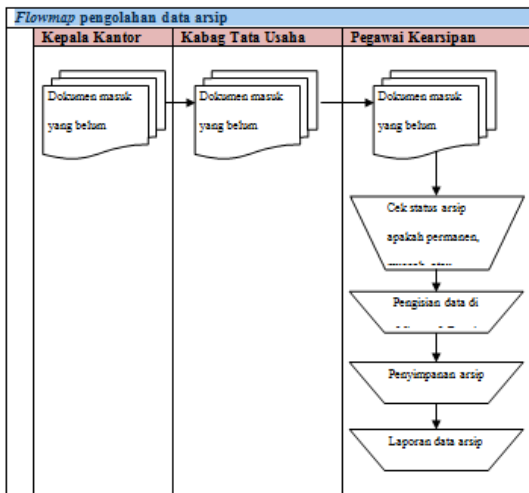 Flowmap pengolahan data arsip
Kepala Kantor
Kabag Tata Usaha
Pegawai Kearsipan
Dokumen masuk
yang belum
Dokumen masuk
yang belum
Dokumen masuk
yang belum
Cek status arsip
apakah permanen,
Pengisian data di
Penyimpanan arsip
Laporan data arsip